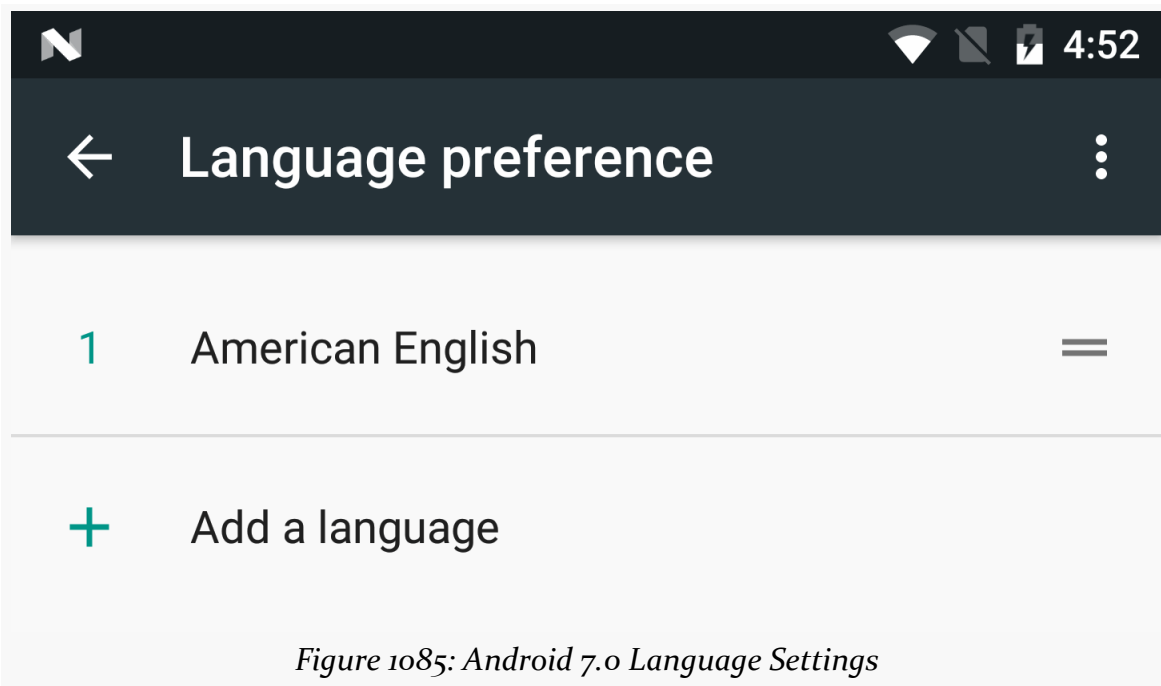 4:52
Language preference
1 American English
Add a language
Figure 1085: Android 7.0 Language Settings